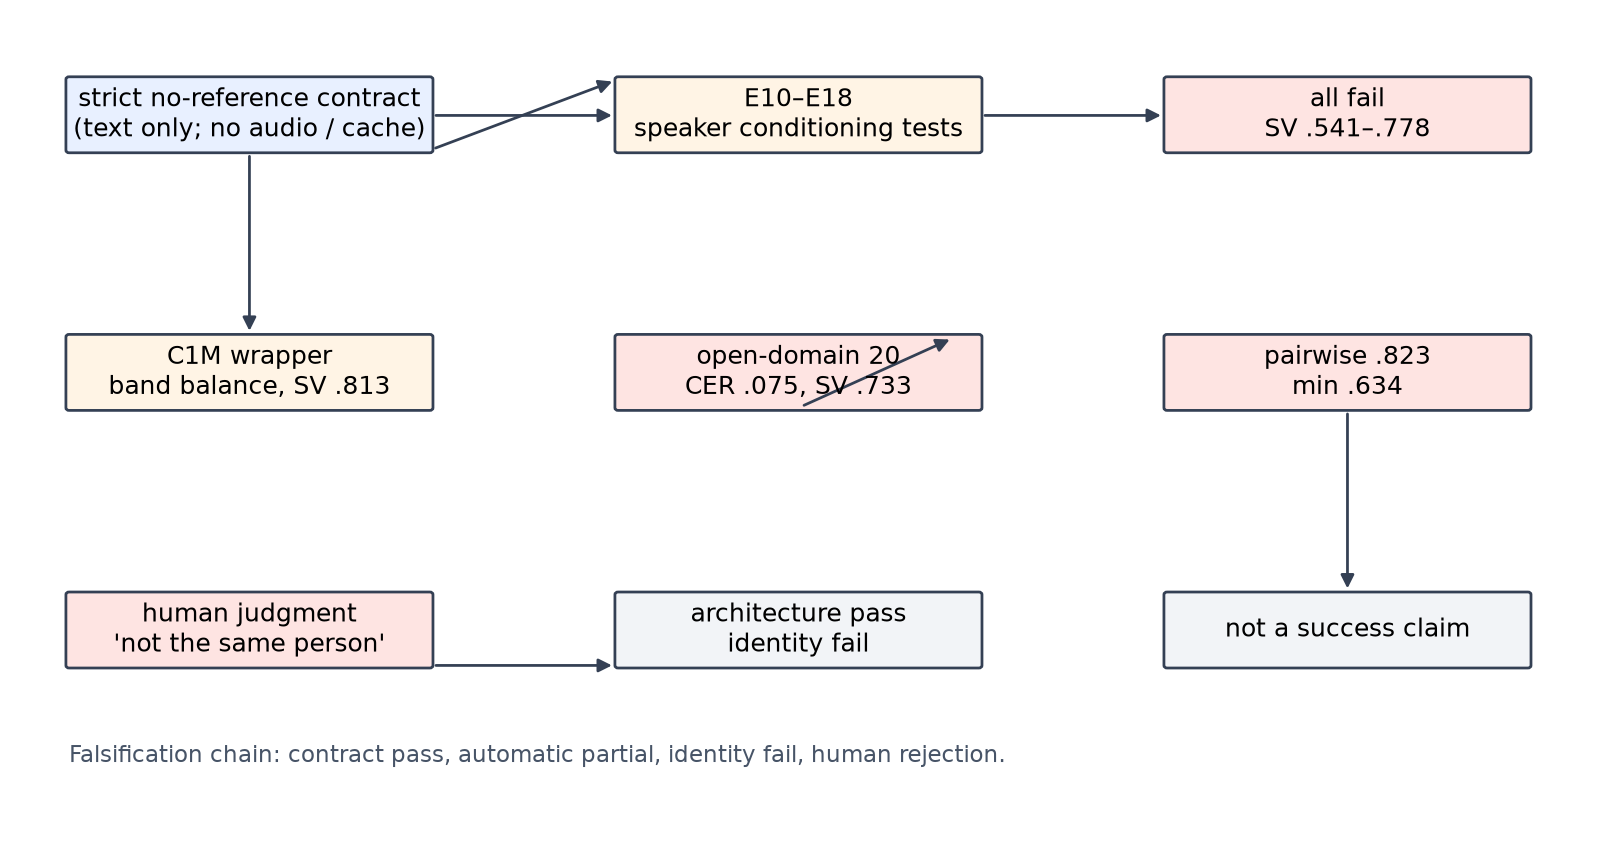 strict no-reference contract
(text only; no audio / cache)
E10–E18
speaker conditioning tests
all fail
SV .541–.778
C1M wrapper
band balance, SV .813
open-domain 20
CER .075, SV .733
pairwise .823
min .634
human judgment
'not the same person'
architecture pass
identity fail
not a success claim
Falsification chain: contract pass, automatic partial, identity fail, human rejection.